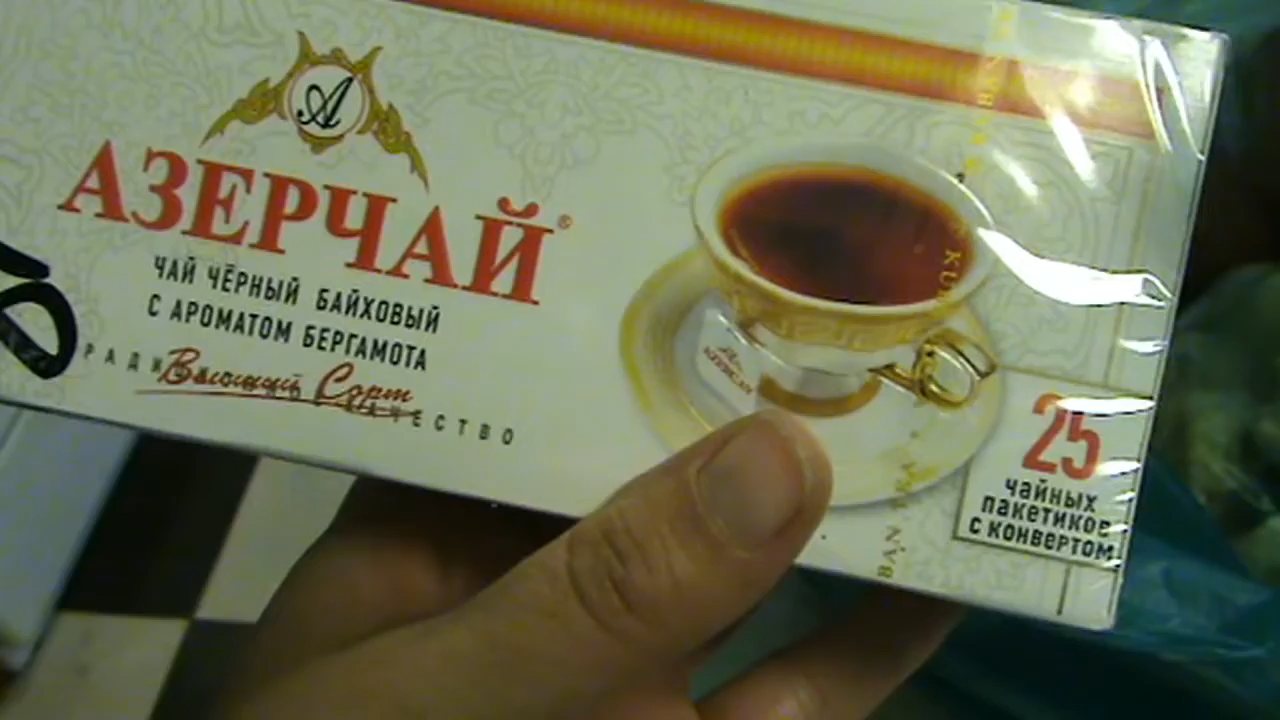 A
АЗЕРЧАЙ®
ЧАЙ ЧЁРНЫЙ БАЙХОВЫЙ
С АРОМАТОМ БЕРГАМОТА
Высший Сорт
25
чайных
пакетиков
с конвертом